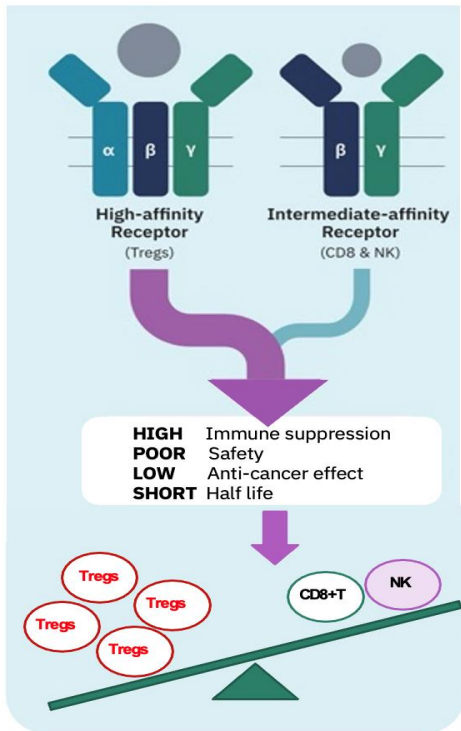 α β γ
β γ
High-affinity
Receptor
(Tregs)
Intermediate-affinity
Receptor
(CD8 & NK)
HIGH Immune suppression
POOR Safety
LOW Anti-cancer effect
SHORT Half life
Tregs
Tregs
Tregs
Tregs
CD8+T
NK